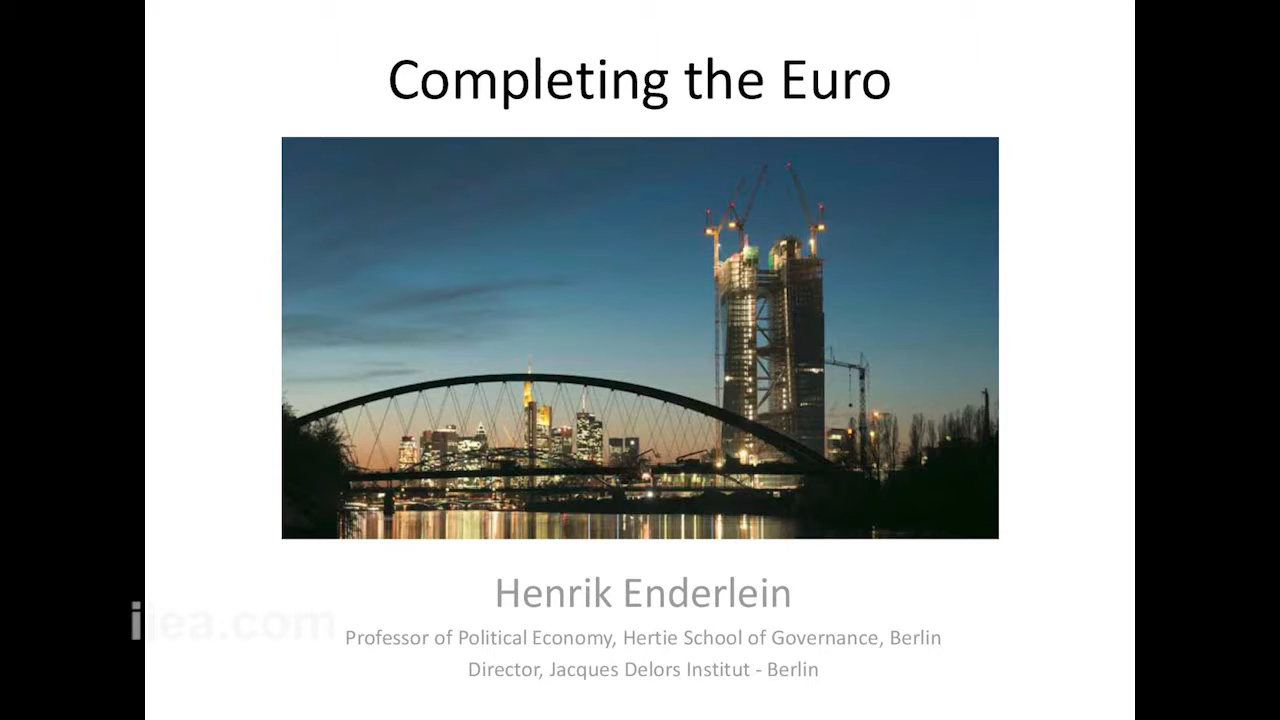 Completing the Euro
Henrik Enderlein
iiea.com
Professor of Political Economy, Hertie School of Governance, Berlin
Director, Jacques Delors Institut - Berlin